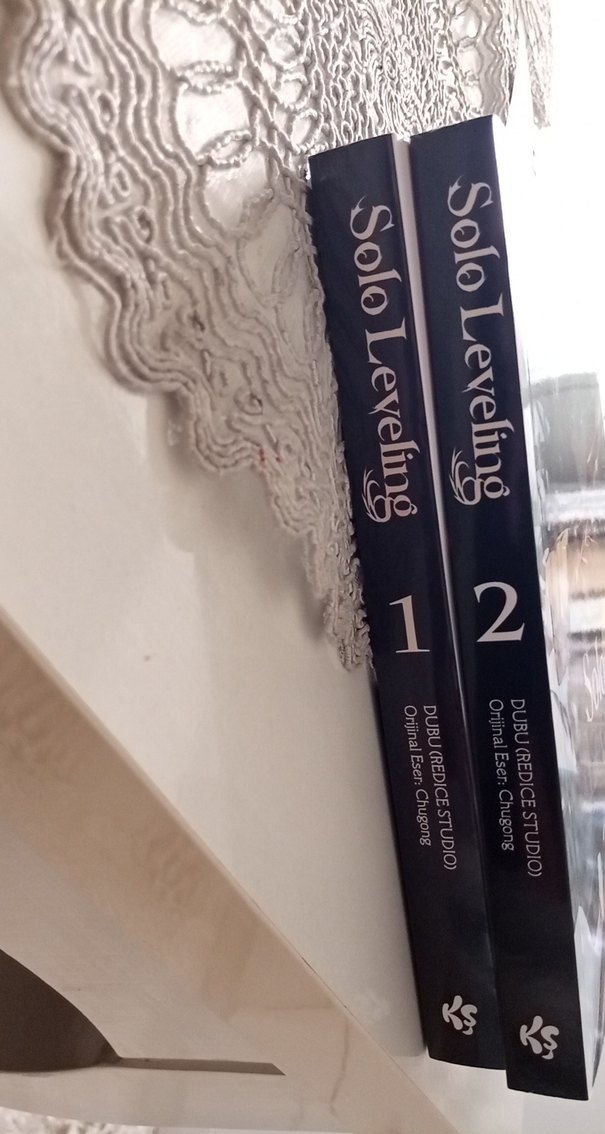 Solo Leveling
1
DUBU (REDICE STUDIO)
Orijinal Eser: Chugong
Solo Leveling
2
DUBU (REDICE STUDIO)
Orijinal Eser: Chugong